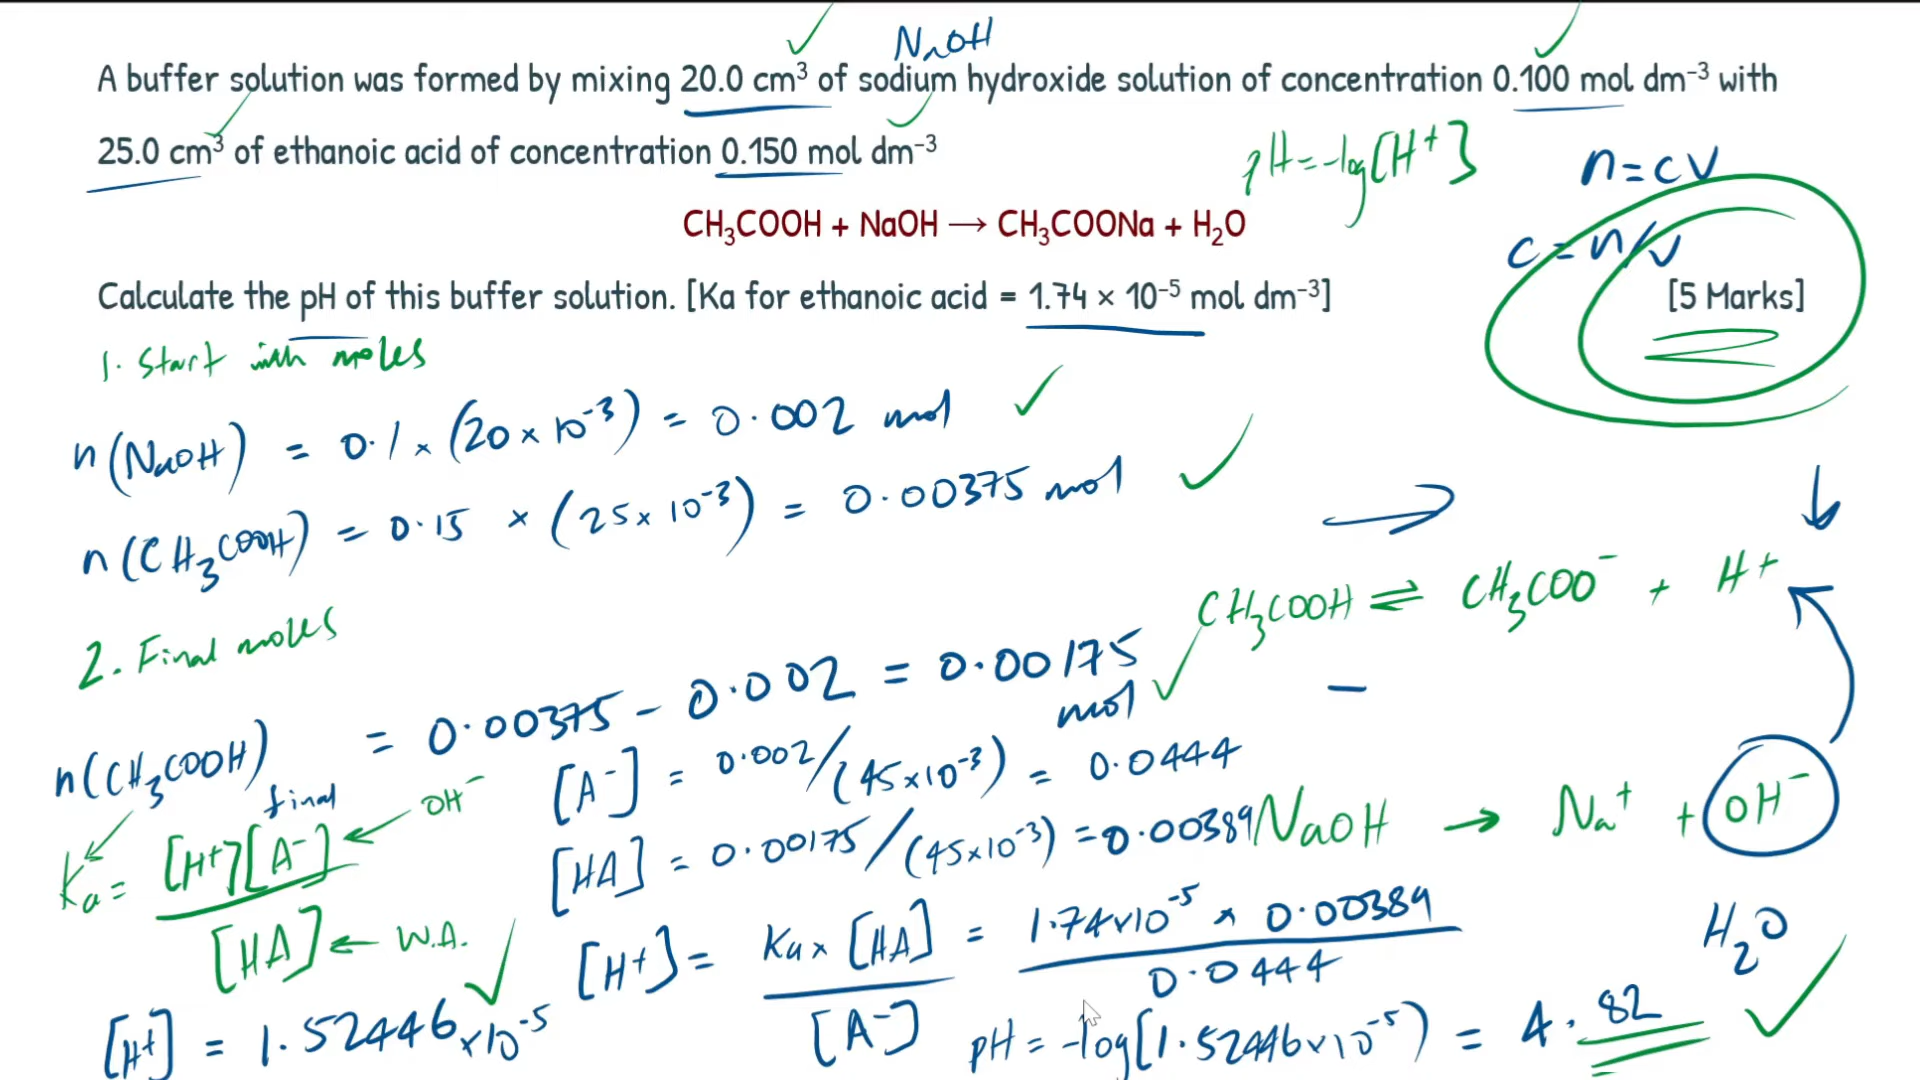 NaOH
A buffer solution was formed by mixing 20.0 cm³ of sodium hydroxide solution of concentration 0.100 mol dm⁻³ with
25.0 cm³ of ethanoic acid of concentration 0.150 mol dm⁻³
pH = -log[H⁺]
n = cv
CH₃COOH + NaOH → CH₃COONa + H₂O
c = n/v
Calculate the pH of this buffer solution. [Ka for ethanoic acid = 1.74 × 10⁻⁵ mol dm⁻³]
[5 Marks]
1. Start with moles
n(NaOH) = 0.1 × (20 × 10⁻³) = 0.002 mol
n(CH₃COOH) = 0.15 × (25 × 10⁻³) = 0.00375 mol
CH₃COOH ⇌ CH₃COO⁻ + H⁺
2. Final moles
n(CH₃COOH) final = 0.00375 - 0.002 = 0.00175 mol
[A⁻] = 0.002/(45×10⁻³) = 0.0444
OH⁻
[HA] = 0.00175/(45×10⁻³) = 0.00389
NaOH → Na⁺ + OH⁻
Ka = [H⁺][A⁻]
[HA] ← W.A.
[H⁺] = Ka × [HA] / [A⁻] = 1.74×10⁻⁵ × 0.00389 / 0.0444
H₂O
[H⁺] = 1.52446 ×10⁻⁵
pH = -log[1.52446×10⁻⁵) = 4.82